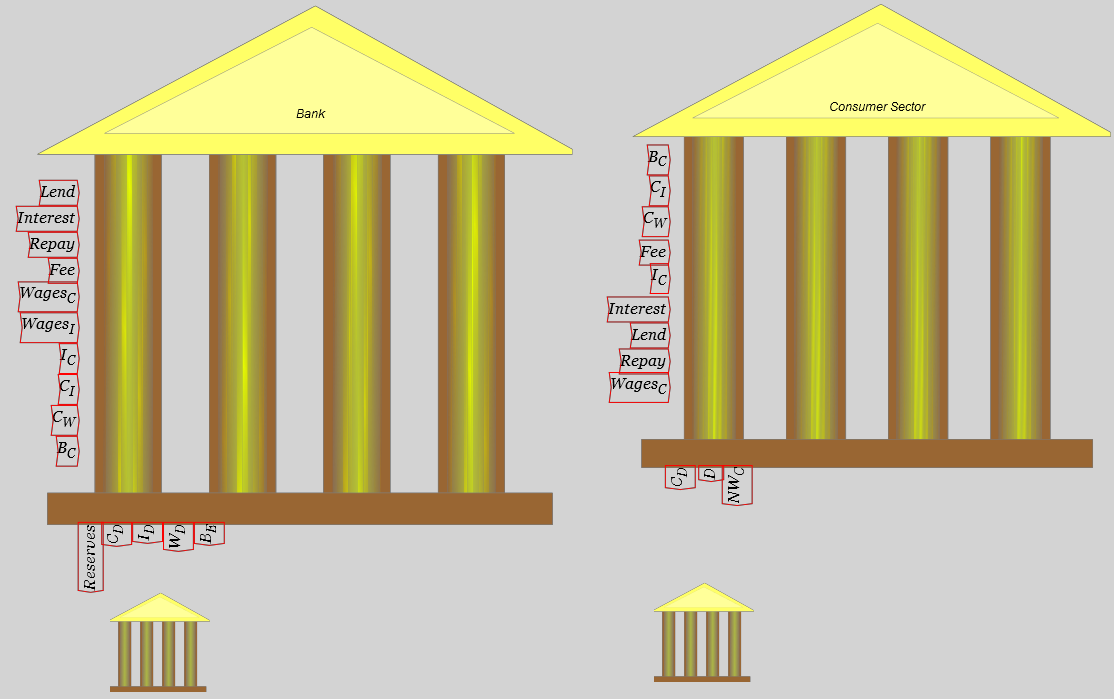 Bank
Lend
Interest
Repay
Fee
Wages_C
Wages_I
I_C
C_I
C_W
B_C
Reserves
C_D
I_D
W_D
B_E
Consumer Sector
B_C
C_I
C_W
Fee
I_C
Interest
Lend
Repay
Wages_C
C_D
D
NW_C